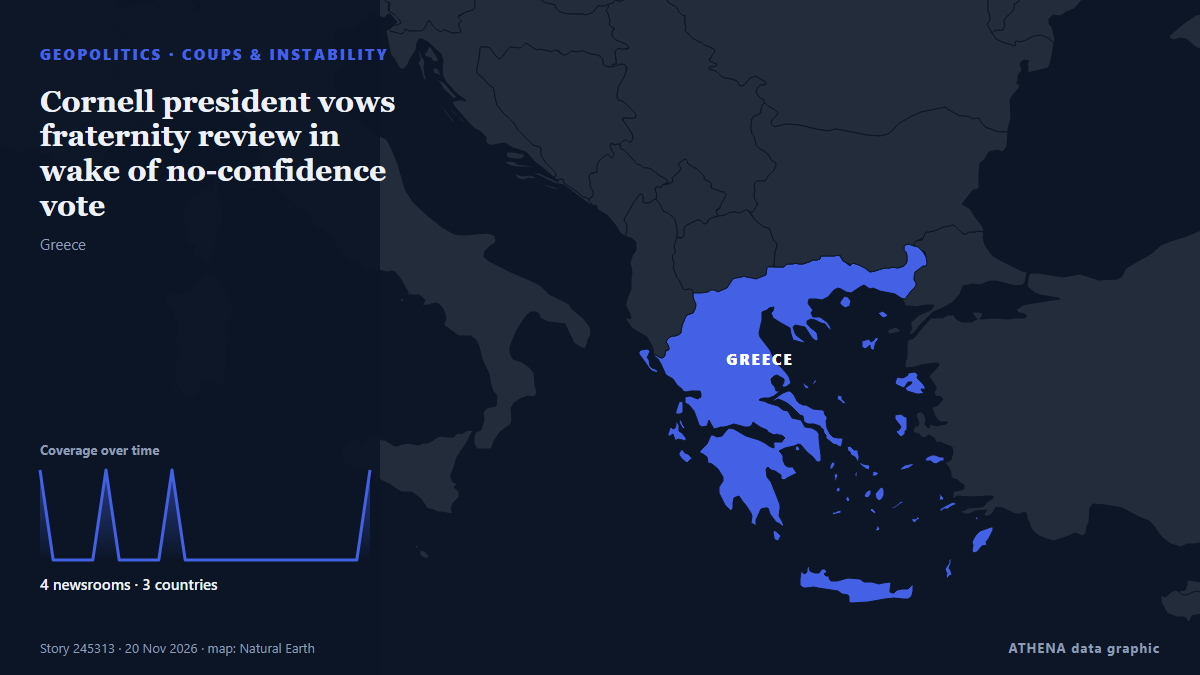 GEOPOLITICS · COUPS & INSTABILITY
Cornell president vows
fraternity review in
wake of no-confidence
vote
Greece
GREECE
Coverage over time
4 newsrooms · 3 countries
Story 245313 · 20 Nov 2026 · map: Natural Earth
ATHENA data graphic